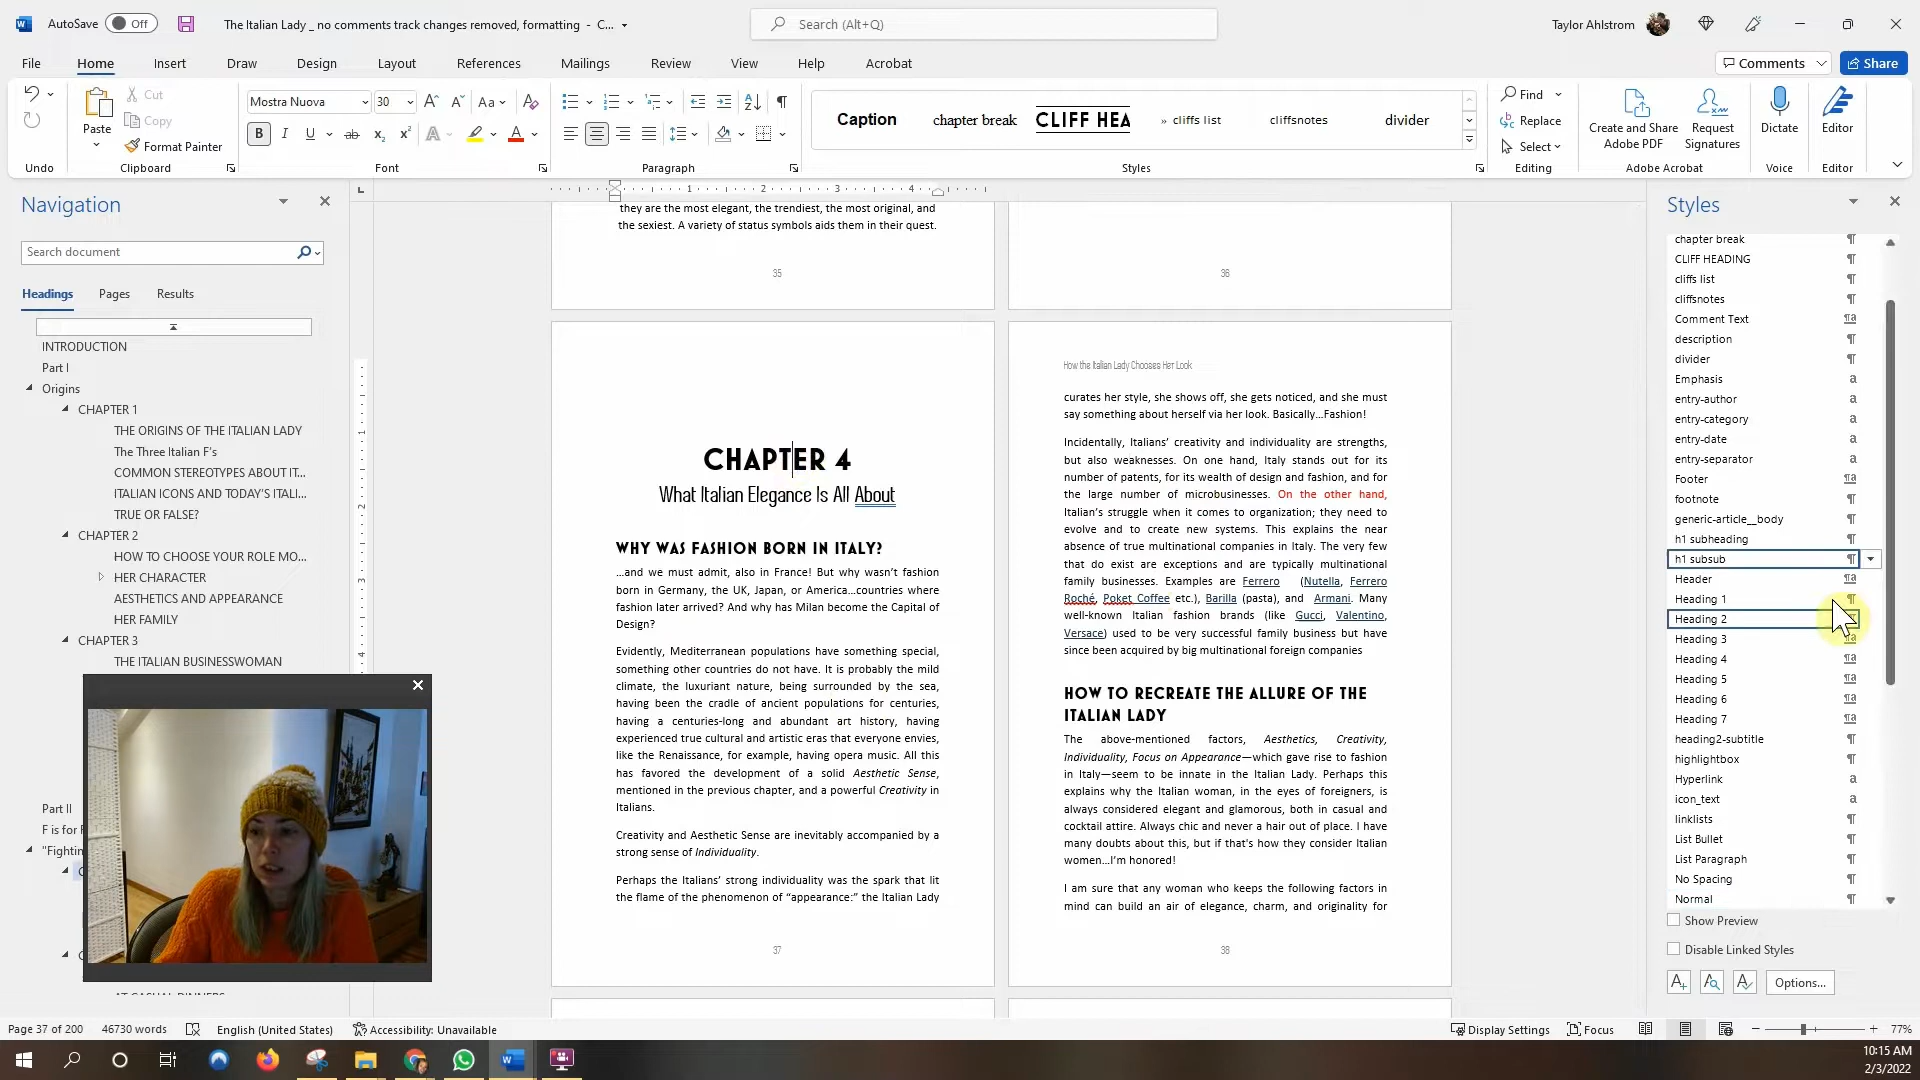 AutoSave Off The Italian Lady _ no comments track changes removed, formatting - C... Search (Alt+Q) Taylor Ahlstrom
File Home Insert Draw Design Layout References Mailings Review View Help Acrobat Comments Share
Paste
Cut
Copy
Format Painter
Mostra Nuova 30
Caption chapter break CLIFF HEA » cliffs list cliffsnotes divider
Find
Replace
Select
Create and Share
Adobe PDF
Request
Signatures
Dictate
Editor
Undo Clipboard Font Paragraph Styles Editing Adobe Acrobat Voice Editor
Navigation
Search document
Headings Pages Results
INTRODUCTION
Part I
Origins
CHAPTER 1
THE ORIGINS OF THE ITALIAN LADY
The Three Italian F's
COMMON STEREOTYPES ABOUT IT...
ITALIAN ICONS AND TODAY'S ITALI...
TRUE OR FALSE?
CHAPTER 2
HOW TO CHOOSE YOUR ROLE MO...
HER CHARACTER
AESTHETICS AND APPEARANCE
HER FAMILY
CHAPTER 3
THE ITALIAN BUSINESSWOMAN
Part II
F is for
"Fightin
1 2 3 4
they are the most elegant, the trendiest, the most original, and
the sexiest. A variety of status symbols aids them in their quest.
35
36
CHAPTER 4
What Italian Elegance Is All About
WHY WAS FASHION BORN IN ITALY?
...and we must admit, also in France! But why wasn't fashion
born in Germany, the UK, Japan, or America...countries where
fashion later arrived? And why has Milan become the Capital of
Design?
Evidently, Mediterranean populations have something special,
something other countries do not have. It is probably the mild
climate, the luxuriant nature, being surrounded by the sea,
having been the cradle of ancient populations for centuries,
having a centuries-long and abundant art history, having
experienced true cultural and artistic eras that everyone envies,
like the Renaissance, for example, having opera music. All this
has favored the development of a solid Aesthetic Sense,
mentioned in the previous chapter, and a powerful Creativity in
Italians.
Creativity and Aesthetic Sense are inevitably accompanied by a
strong sense of Individuality.
Perhaps the Italians' strong individuality was the spark that lit
the flame of the phenomenon of “appearance:” the Italian Lady
37
How the Italian Lady Chooses Her Look
curates her style, she shows off, she gets noticed, and she must
say something about herself via her look. Basically...Fashion!
Incidentally, Italians' creativity and individuality are strengths,
but also weaknesses. On one hand, Italy stands out for its
number of patents, for its wealth of design and fashion, and for
the large number of microbusinesses. On the other hand,
Italian's struggle when it comes to organization; they need to
evolve and to create new systems. This explains the near
absence of true multinational companies in Italy. The very few
that do exist are exceptions and are typically multinational
family businesses. Examples are Ferrero (Nutella, Ferrero
Roché, Poket Coffee etc.), Barilla (pasta), and Armani. Many
well-known Italian fashion brands (like Gucci, Valentino,
Versace) used to be very successful family business but have
since been acquired by big multinational foreign companies
HOW TO RECREATE THE ALLURE OF THE
ITALIAN LADY
The above-mentioned factors, Aesthetics, Creativity,
Individuality, Focus on Appearance—which gave rise to fashion
in Italy—seem to be innate in the Italian Lady. Perhaps this
explains why the Italian woman, in the eyes of foreigners, is
always considered elegant and glamorous, both in casual and
cocktail attire. Always chic and never a hair out of place. I have
many doubts about this, but if that's how they consider Italian
women...I'm honored!
I am sure that any woman who keeps the following factors in
mind can build an air of elegance, charm, and originality for
38
Styles
chapter break
CLIFF HEADING
cliffs list
cliffsnotes
Comment Text
description
divider
Emphasis
entry-author
entry-category
entry-date
entry-separator
Footer
footnote
generic-article__body
h1 subheading
h1 subsub
Header
Heading 1
Heading 2
Heading 3
Heading 4
Heading 5
Heading 6
Heading 7
heading2-subtitle
highlightbox
Hyperlink
icon_text
linklists
List Bullet
List Paragraph
No Spacing
Normal
Show Preview
Disable Linked Styles
Options...
Page 37 of 200 46730 words English (United States) Accessibility: Unavailable Display Settings Focus 77%
10:15 AM
2/3/2022